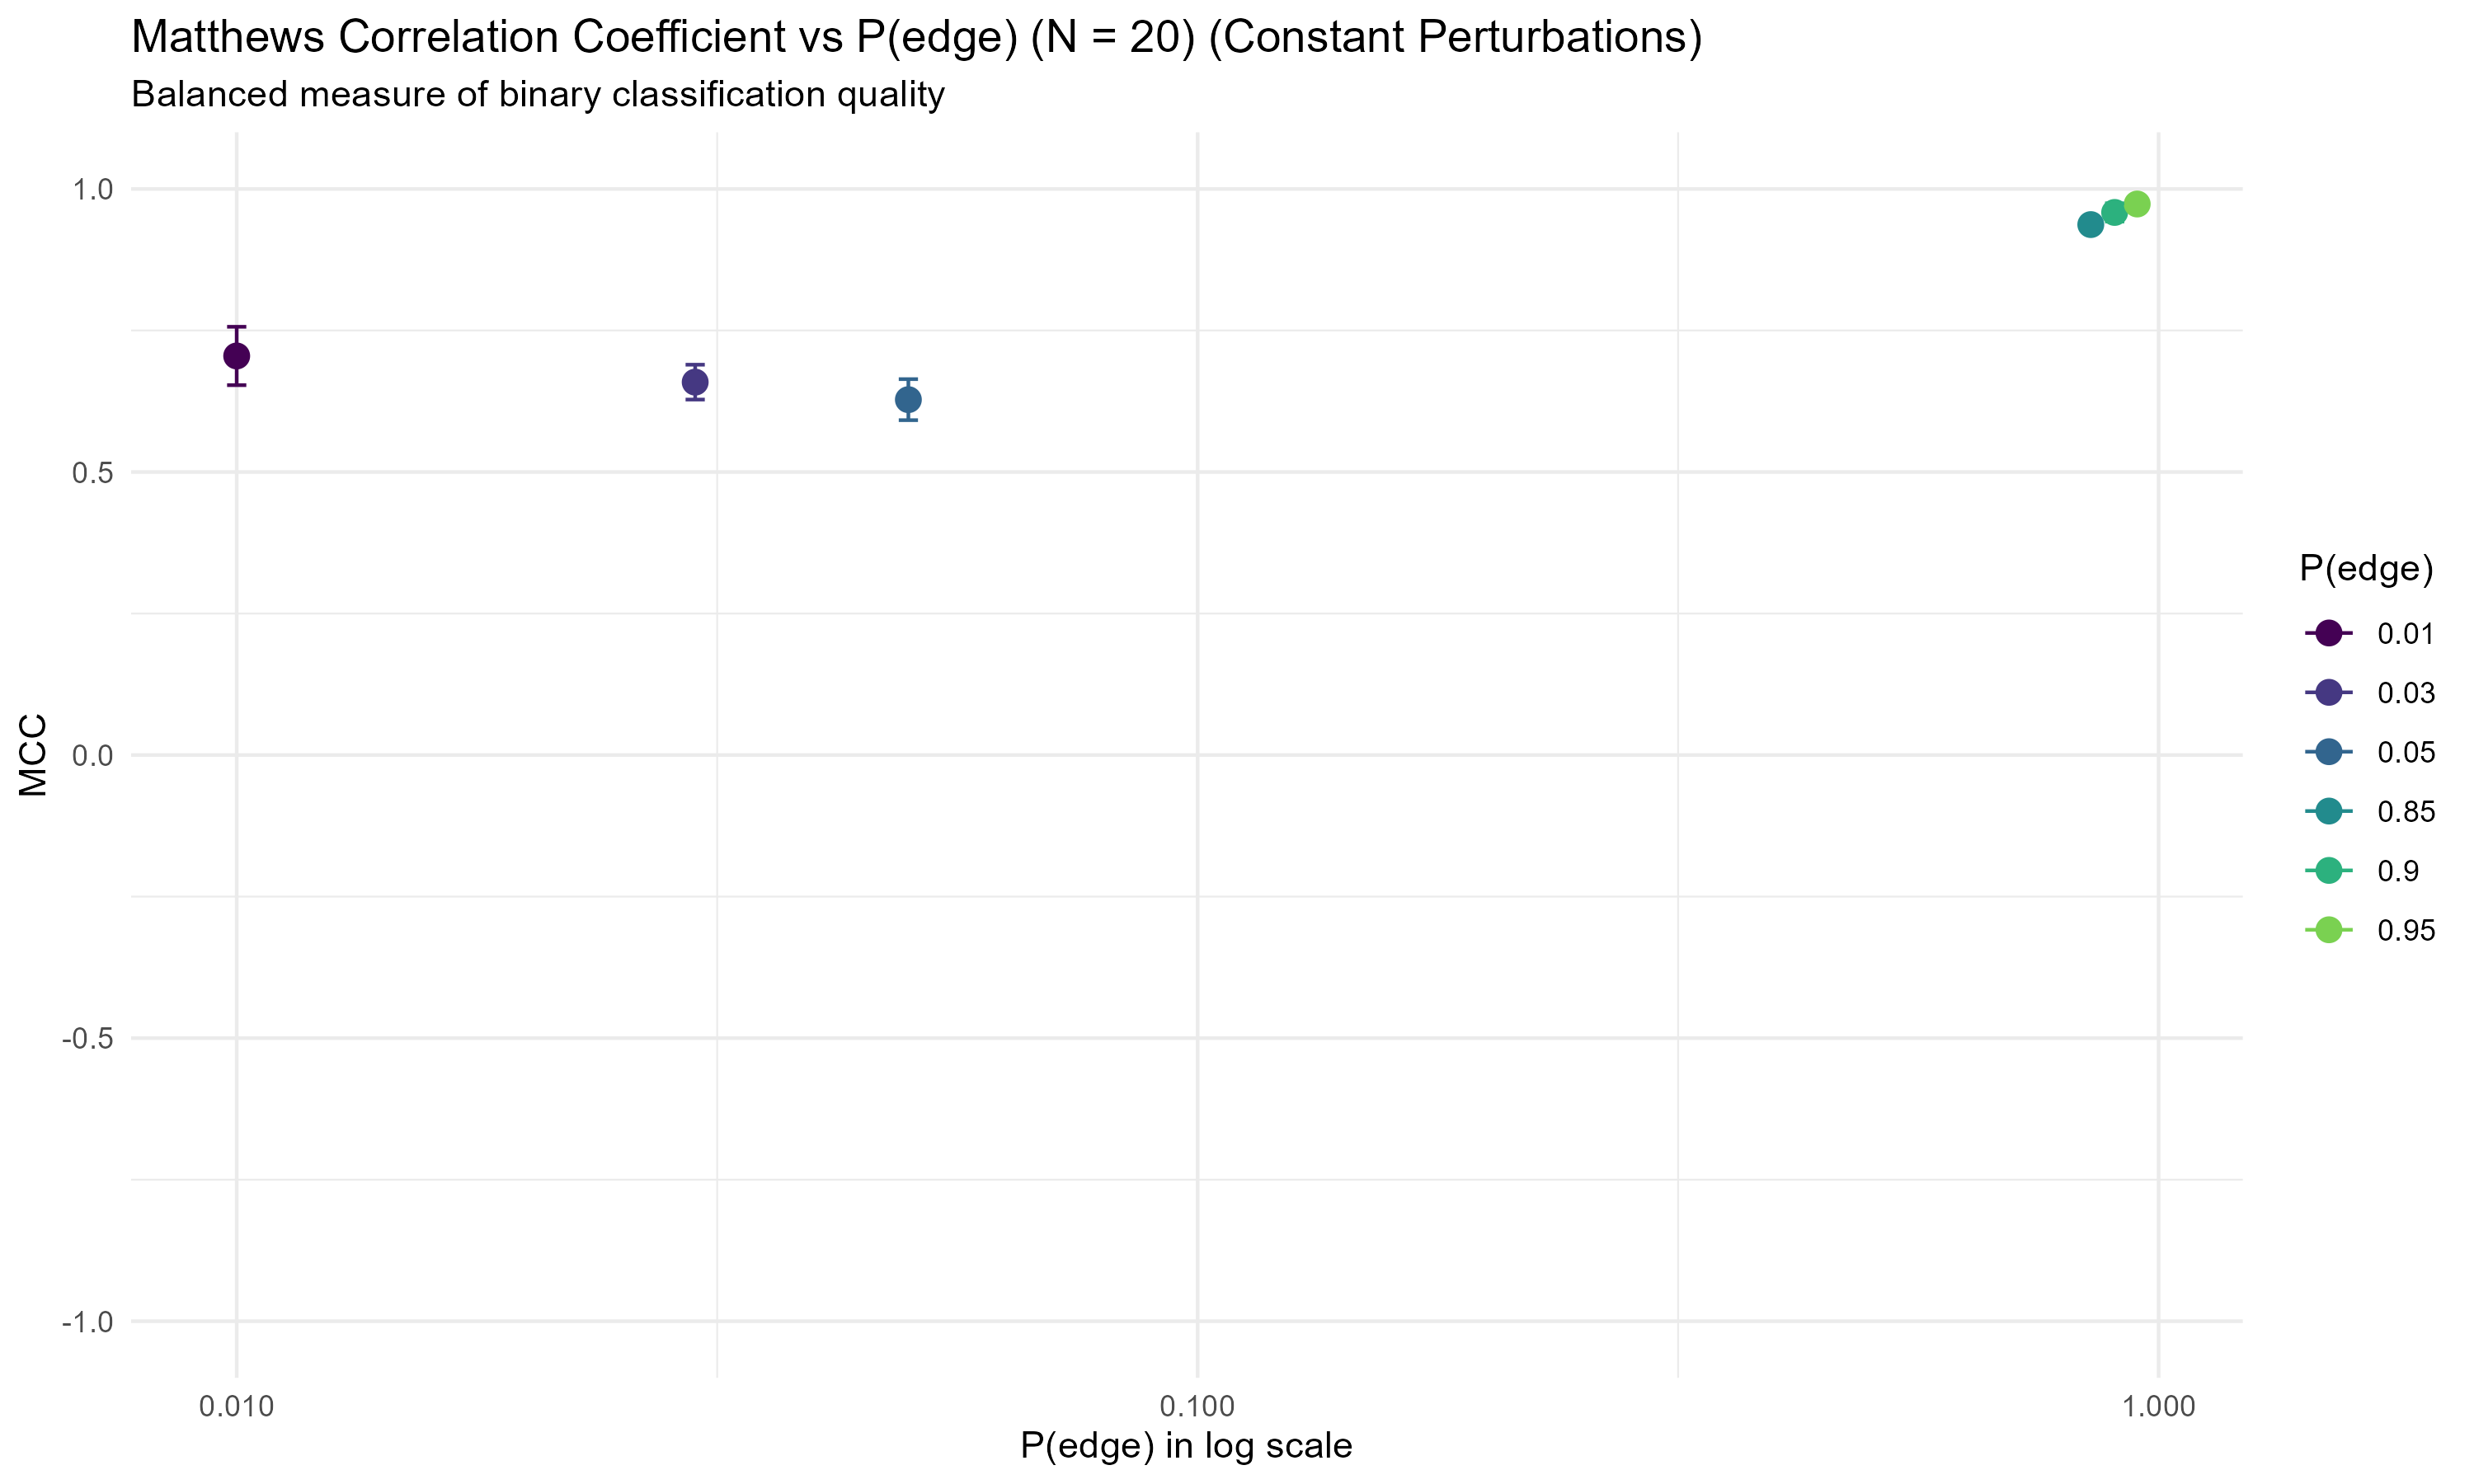 Matthews Correlation Coefficient vs P(edge) (N = 20) (Constant Perturbations)
Balanced measure of binary classification quality
1.0
0.5
0.0
-0.5
-1.0
MCC
0.010
0.100
1.000
P(edge) in log scale
P(edge)
0.01
0.03
0.05
0.85
0.9
0.95